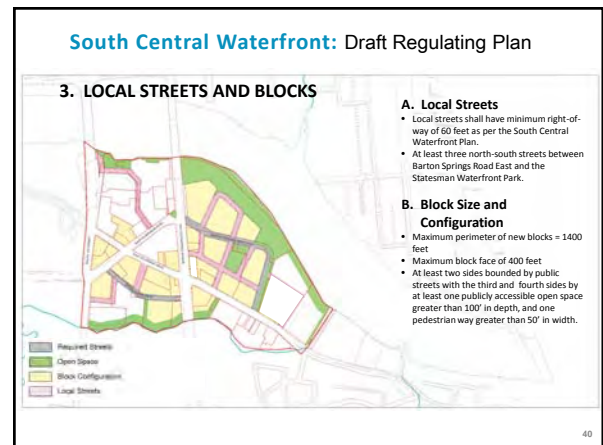 South Central Waterfront: Draft Regulating Plan
3. LOCAL STREETS AND BLOCKS
A. Local Streets
• Local streets shall have minimum right-of-
way of 60 feet as per the South Central
Waterfront Plan.
• At least three north-south streets between
Barton Springs Road East and the
Statesman Waterfront Park.
B. Block Size and
Configuration
• Maximum perimeter of new blocks = 1400
feet
• Maximum block face of 400 feet
• At least two sides bounded by public
streets with the third and fourth sides by
at least one publicly accessible open space
greater than 100' in depth, and one
pedestrian way greater than 50' in width.
Required Streets
Open Space
Block Configuration
Local Streets
40